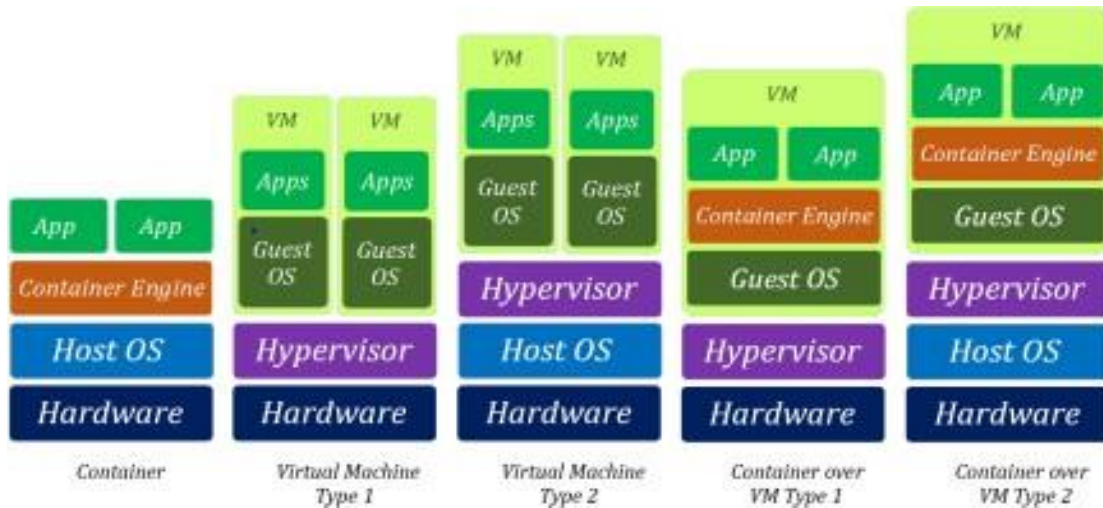 App App
Container Engine
Host OS
Hardware
Container
VM VM
Apps Apps
Guest Guest
OS OS
Hypervisor
Hardware
Virtual Machine
Type 1
VM VM
Apps Apps
Guest Guest
OS OS
Hypervisor
Host OS
Hardware
Virtual Machine
Type 2
VM
App App
Container Engine
Guest OS
Hypervisor
Hardware
Container over
VM Type 1
VM
App App
Container Engine
Guest OS
Hypervisor
Host OS
Hardware
Container over
VM Type 2